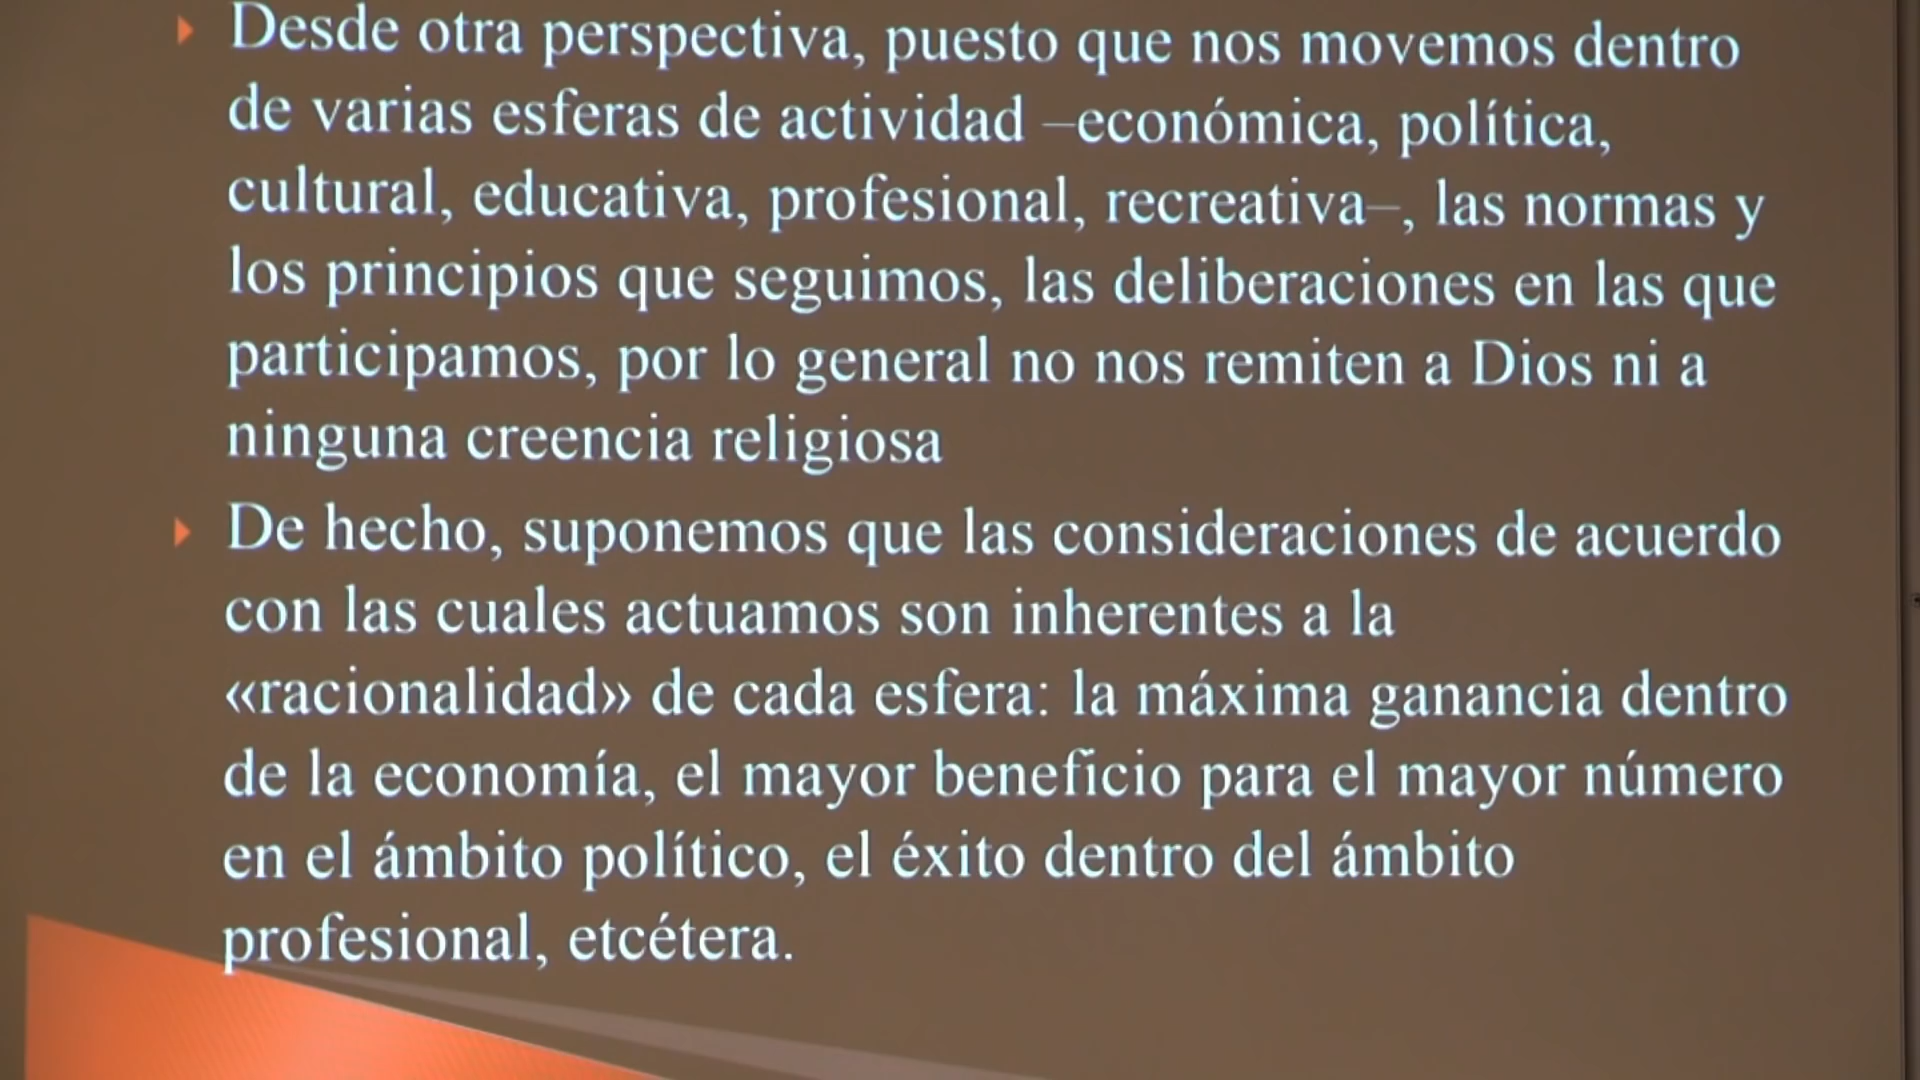 Desde otra perspectiva, puesto que nos movemos dentro
de varias esferas de actividad –económica, política,
cultural, educativa, profesional, recreativa–, las normas y
los principios que seguimos, las deliberaciones en las que
participamos, por lo general no nos remiten a Dios ni a
ninguna creencia religiosa
De hecho, suponemos que las consideraciones de acuerdo
con las cuales actuamos son inherentes a la
«racionalidad» de cada esfera: la máxima ganancia dentro
de la economía, el mayor beneficio para el mayor número
en el ámbito político, el éxito dentro del ámbito
profesional, etcétera.